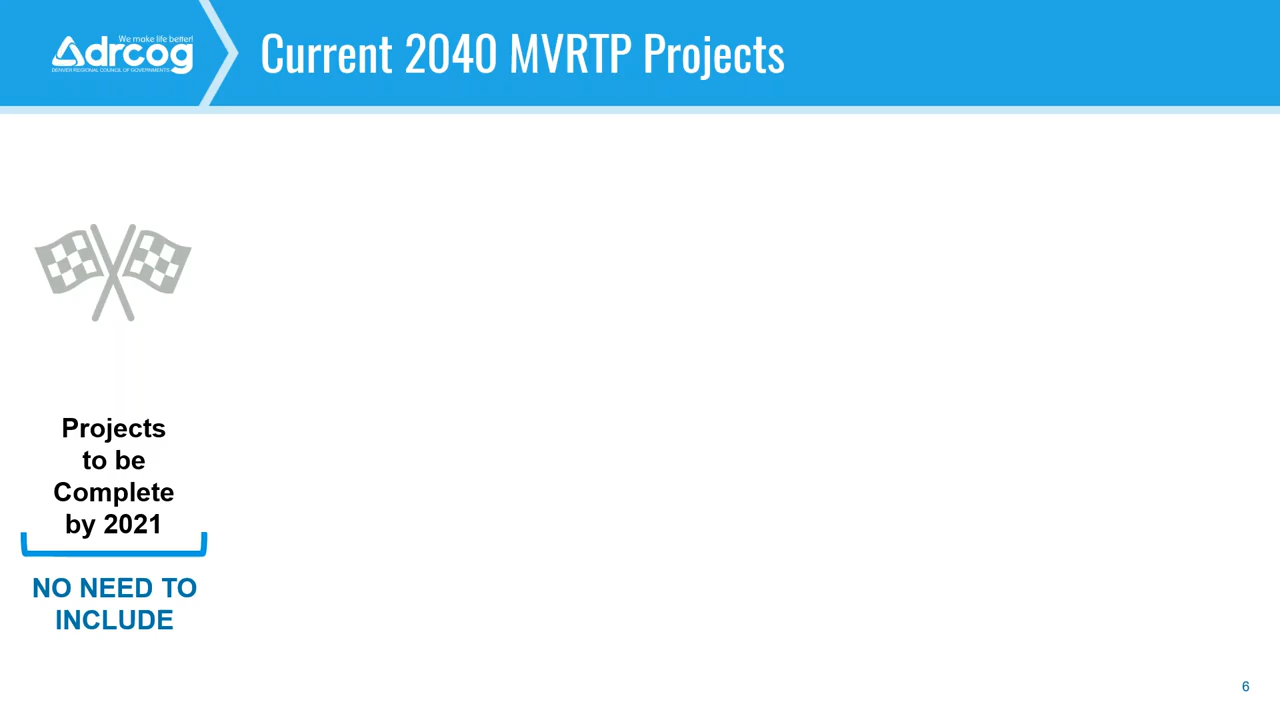 We make life better!
drcog
DENVER REGIONAL COUNCIL OF GOVERNMENTS
Current 2040 MVRTP Projects
Projects
to be
Complete
by 2021
NO NEED TO
INCLUDE
6